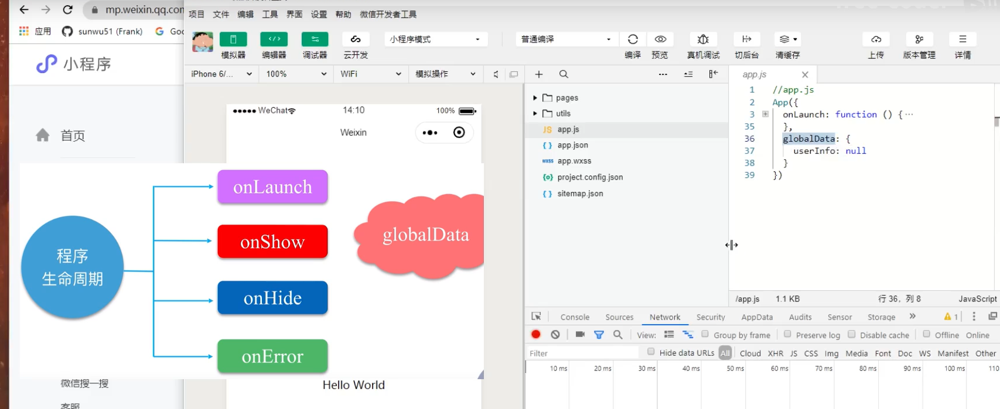 mp.weixin.qq.con
应用
sunwu51 (Frank)
Goo
小程序
首页
微信搜一搜
客服
项目 文件 编辑 工具 界面 设置 帮助 微信开发者工具
模拟器
编辑器
调试器
云开发
小程序模式
普通编译
编译
预览
真机调试
切后台
清缓存
上传
版本管理
详情
iPhone 6/...
100%
WiFi
模拟操作
WeChat
14:10
100%
Weixin
程序
生命周期
onLaunch
onShow
onHide
onError
globalData
Hello World
pages
utils
JS app.js
{ } app.json
wxss app.wxss
{o} project.config.json
{ } sitemap.json
app.js
1 //app.js
2 App({
3 onLaunch: function () {···
35 },
36 globalData: {
37 userInfo: null
38 }
39 })
/app.js 1.1 KB 行 36, 列 8 JavaScript
Console Sources Network Security AppData Audits Sensor Storage » 1
View: Group by frame Preserve log Disable cache Offline Online
Filter Hide data URLs All Cloud XHR JS CSS Img Media Font Doc WS Manifest Other
10 ms 20 ms 30 ms 40 ms 50 ms 60 ms 70 ms 80 ms 90 ms 100 ms 110